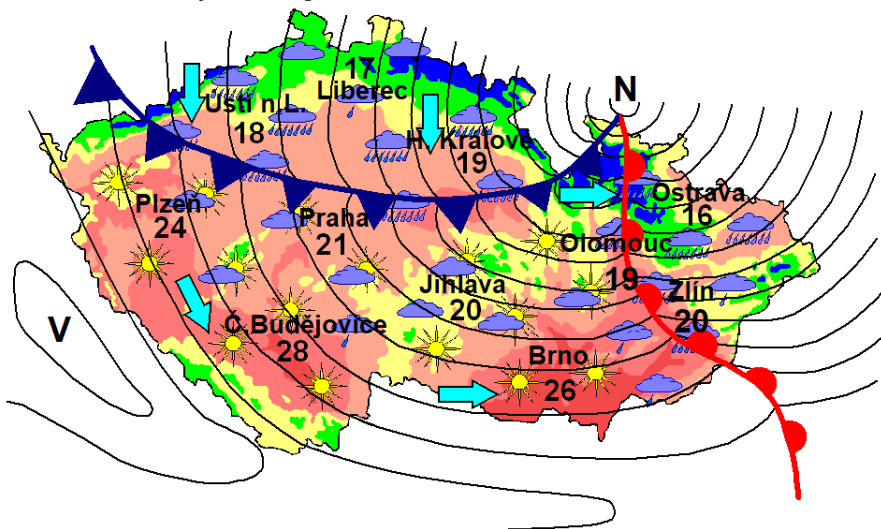 17
Liberec
N
Ústí n L.
18
H. Králové
19
Plzeň
24
Praha
21
Ostrava
16
Olomouc
19
Jihlava
20
Zlín
20
V
Č.Budějovice
28
Brno
26